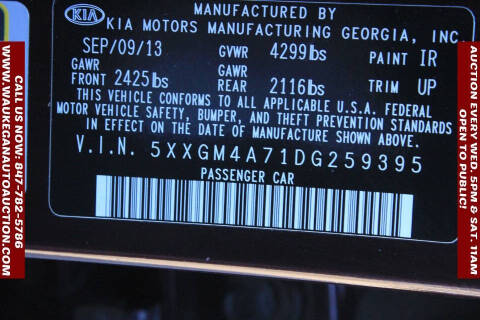 MANUFACTURED BY
KIA
KIA MOTORS MANUFACTURING GEORGIA, INC.
SEP/09/13 GVWR 4299lbs PAINT IR
GAWR GAWR
FRONT 2425lbs REAR 2116lbs TRIM UP
THIS VEHICLE CONFORMS TO ALL APPLICABLE U.S.A. FEDERAL
MOTOR VEHICLE SAFETY, BUMPER, AND THEFT PREVENTION STANDARDS
IN EFFECT ON THE DATE OF MANUFACTURE SHOWN ABOVE.
V.I.N. 5XXGM4A71DG259395
PASSENGER CAR
CALL US NOW: 847-782-5786
WWW.WAUKEGANAUTOAUCTION.COM
AUCTION EVERY WED. 5PM & SAT. 11AM
OPEN TO PUBLIC!